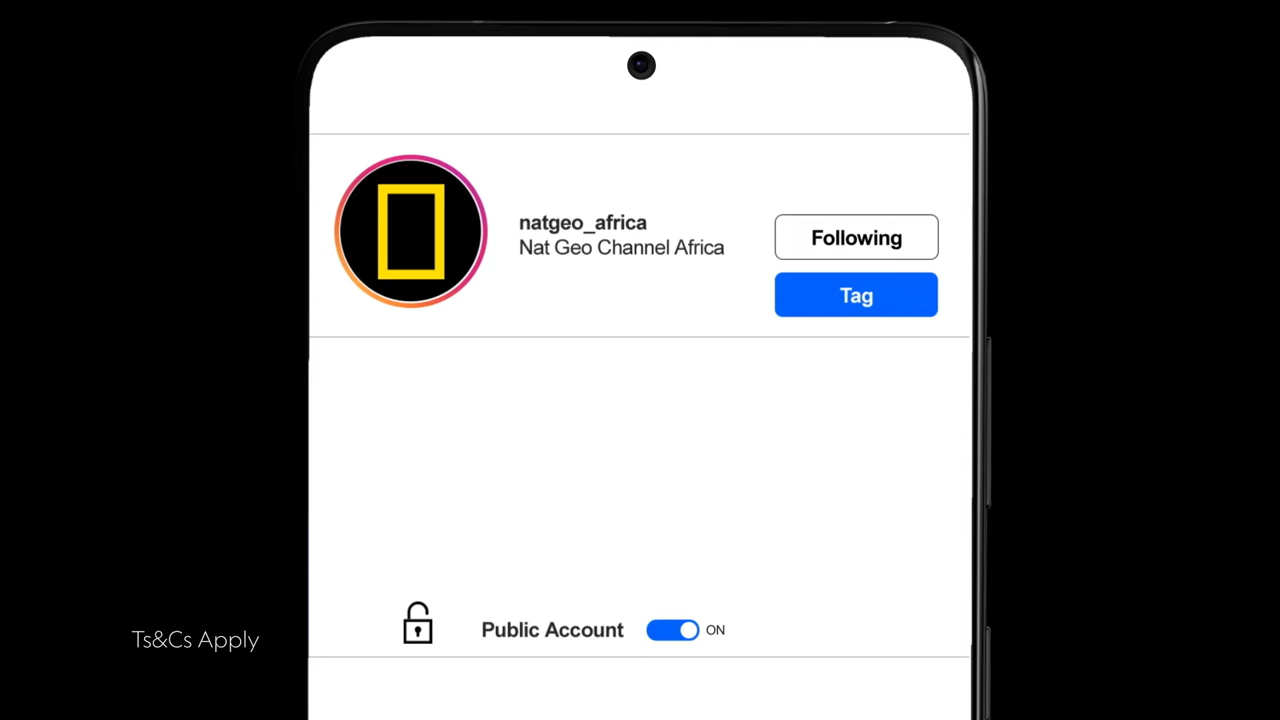 natgeo_africa
Nat Geo Channel Africa
Following
Tag
Public Account
ON
Ts&Cs Apply